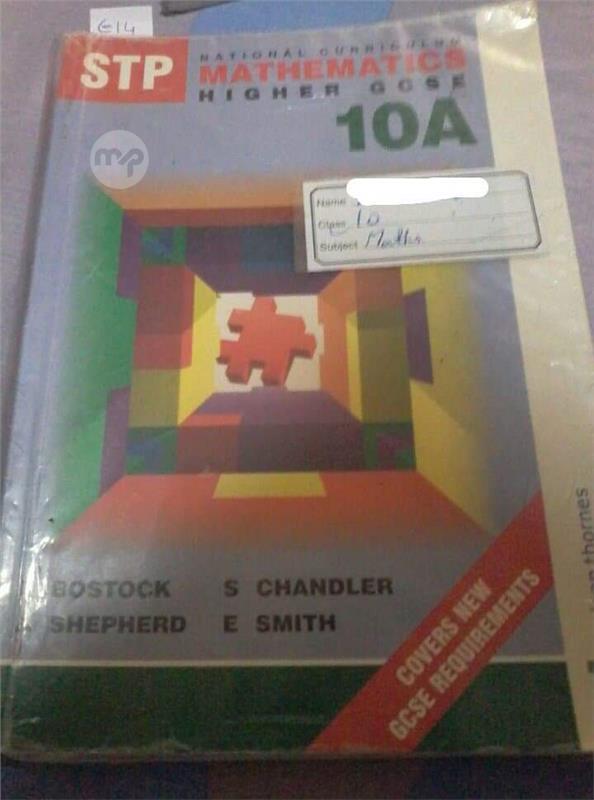 €14
STP
NATIONAL CURRICULUM
MATHEMATICS
HIGHER GCSE
10A
mp
Name
Class 10
Subject Maths
BOSTOCK S CHANDLER
SHEPHERD E SMITH
COVERS NEW
GCSE REQUIREMENTS
thornes